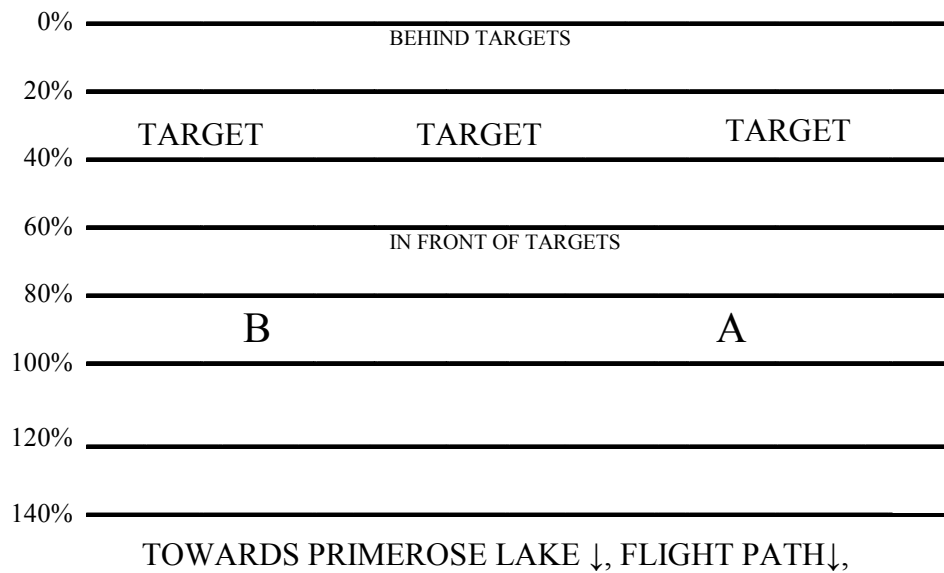 0%
BEHIND TARGETS
20%
TARGET TARGET TARGET
40%
60%
IN FRONT OF TARGETS
80%
B A
100%
120%
140%
TOWARDS PRIMEROSE LAKE ↓, FLIGHT PATH↓,